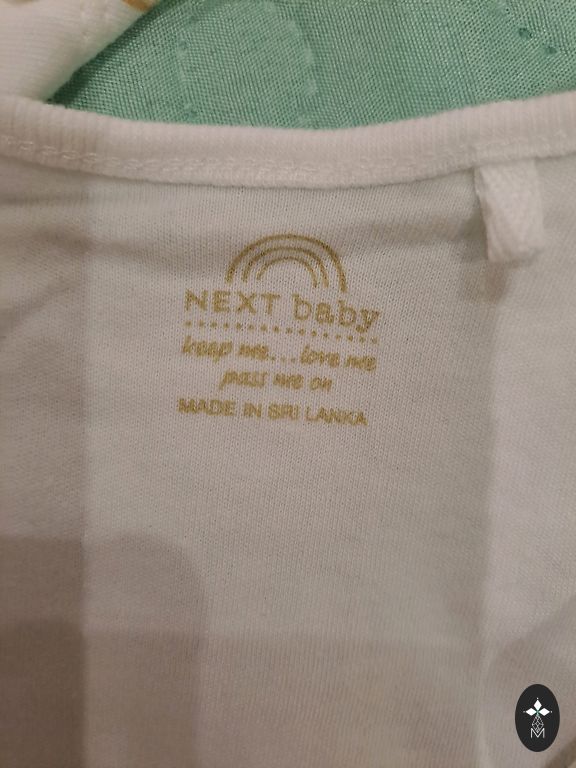 NEXT baby
keep me...love me
pass me on
MADE IN SRI LANKA
M